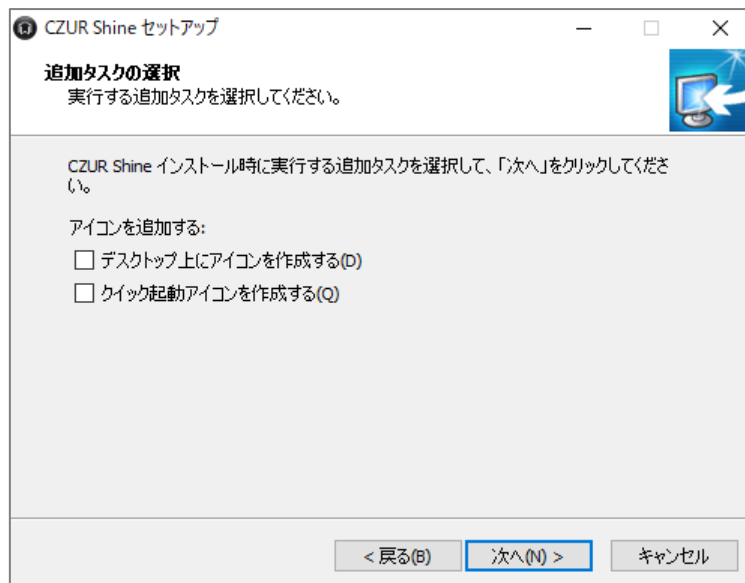 CZUR Shine セットアップ
追加タスクの選択
実行する追加タスクを選択してください。
CZUR Shine インストール時に実行する追加タスクを選択して、「次へ」をクリックしてくださ
い。
アイコンを追加する:
デスクトップ上にアイコンを作成する(D)
クイック起動アイコンを作成する(Q)
< 戻る(B) 次へ(N) > キャンセル